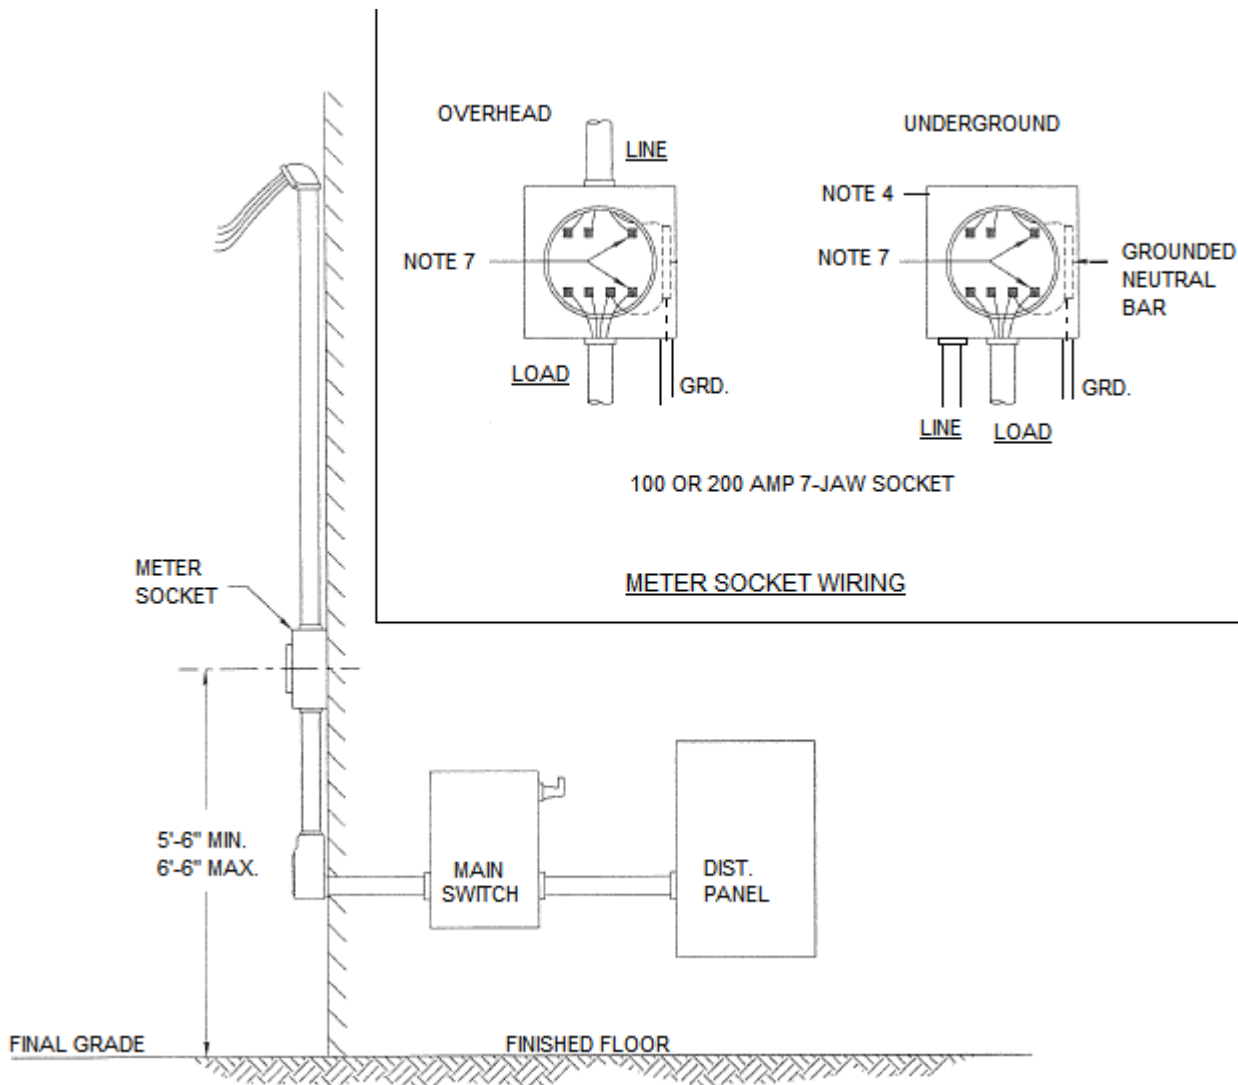 OVERHEAD
LINE
NOTE 7
LOAD
GRD.
UNDERGROUND
NOTE 4
NOTE 7
GROUNDED
NEUTRAL
BAR
GRD.
LINE
LOAD
100 OR 200 AMP 7-JAW SOCKET
METER SOCKET WIRING
METER
SOCKET
5'-6" MIN.
6'-6" MAX.
MAIN
SWITCH
DIST.
PANEL
FINAL GRADE
FINISHED FLOOR